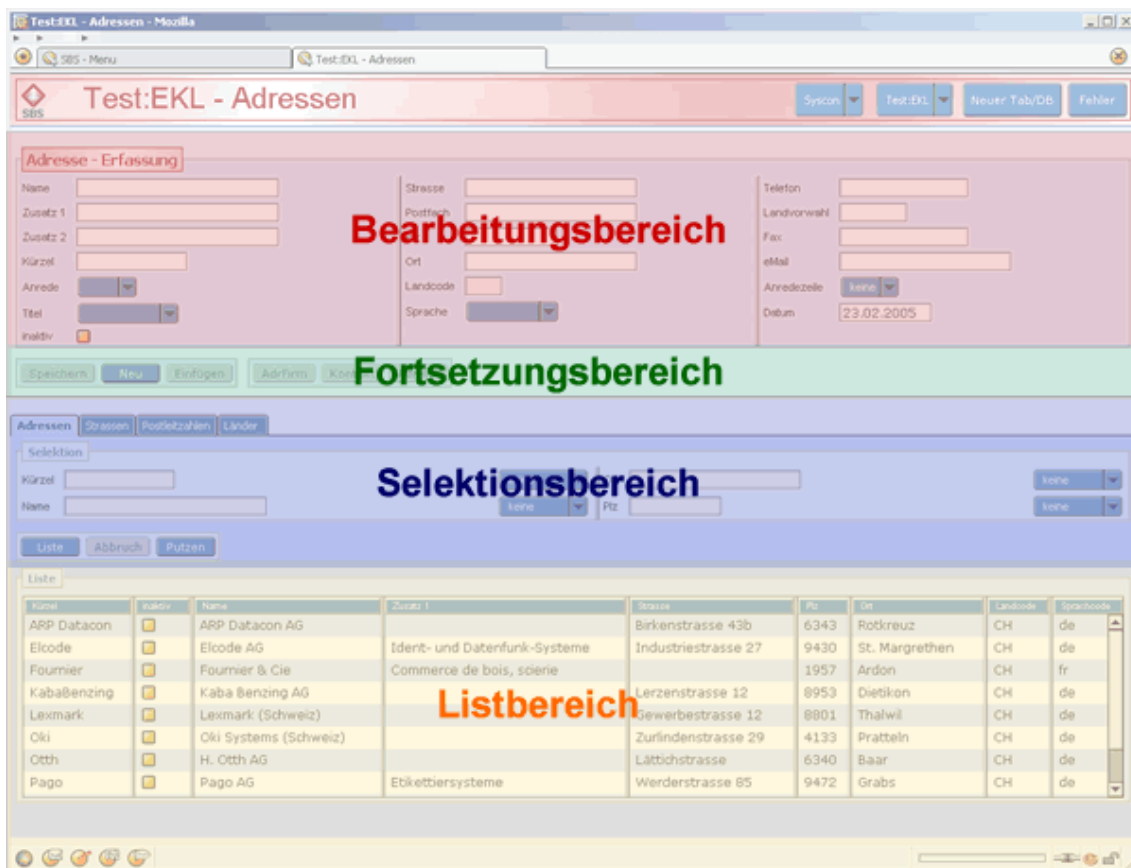 Test:EKL - Adressen - Mozilla
SBS - Menu Test:EKL - Adressen
SBS Test:EKL - Adressen Syscon Test:EKL Neuer Tab/DB Fehler
Adresse - Erfassung
Name Strasse Telefon
Zusatz 1 Postfach Landvorwahl
Bearbeitungsbereich
Zusatz 2 Fax
Kürzel Ort eMail
Anrede Landcode Anredezeile keine
Titel Sprache Datum 23.02.2005
inaktiv
Fortsetzungsbereich
Speichern Neu Einfügen Adrfirm
Adressen Strassen Postleitzahlen Länder
Selektion
Kürzel keine
Selektionsbereich
Name keine Plz keine
Liste Abbruch Putzen
Liste
Kürzel inaktiv Name Zusatz 1 Strasse Plz Ort Landcode Sprachcode
ARP Datacon ARP Datacon AG Birkenstrasse 43b 6343 Rotkreuz CH de
Elcode Elcode AG Ident- und Datenfunk-Systeme Industriestrasse 27 9430 St. Margrethen CH de
Fournier Fournier & Cie Commerce de bois, scierie 1957 Ardon CH fr
KabaBenzing Kaba Benzing AG Lerzenstrasse 12 8953 Dietikon CH de
Listbereich
Lexmark Lexmark (Schweiz) Gewerbestrasse 12 8801 Thalwil CH de
Oki Oki Systems (Schweiz) Zurlindenstrasse 29 4133 Pratteln CH de
Otth H. Otth AG Lättichstrasse 6340 Baar CH de
Pago Pago AG Etikettiersysteme Werderstrasse 85 9472 Grabs CH de